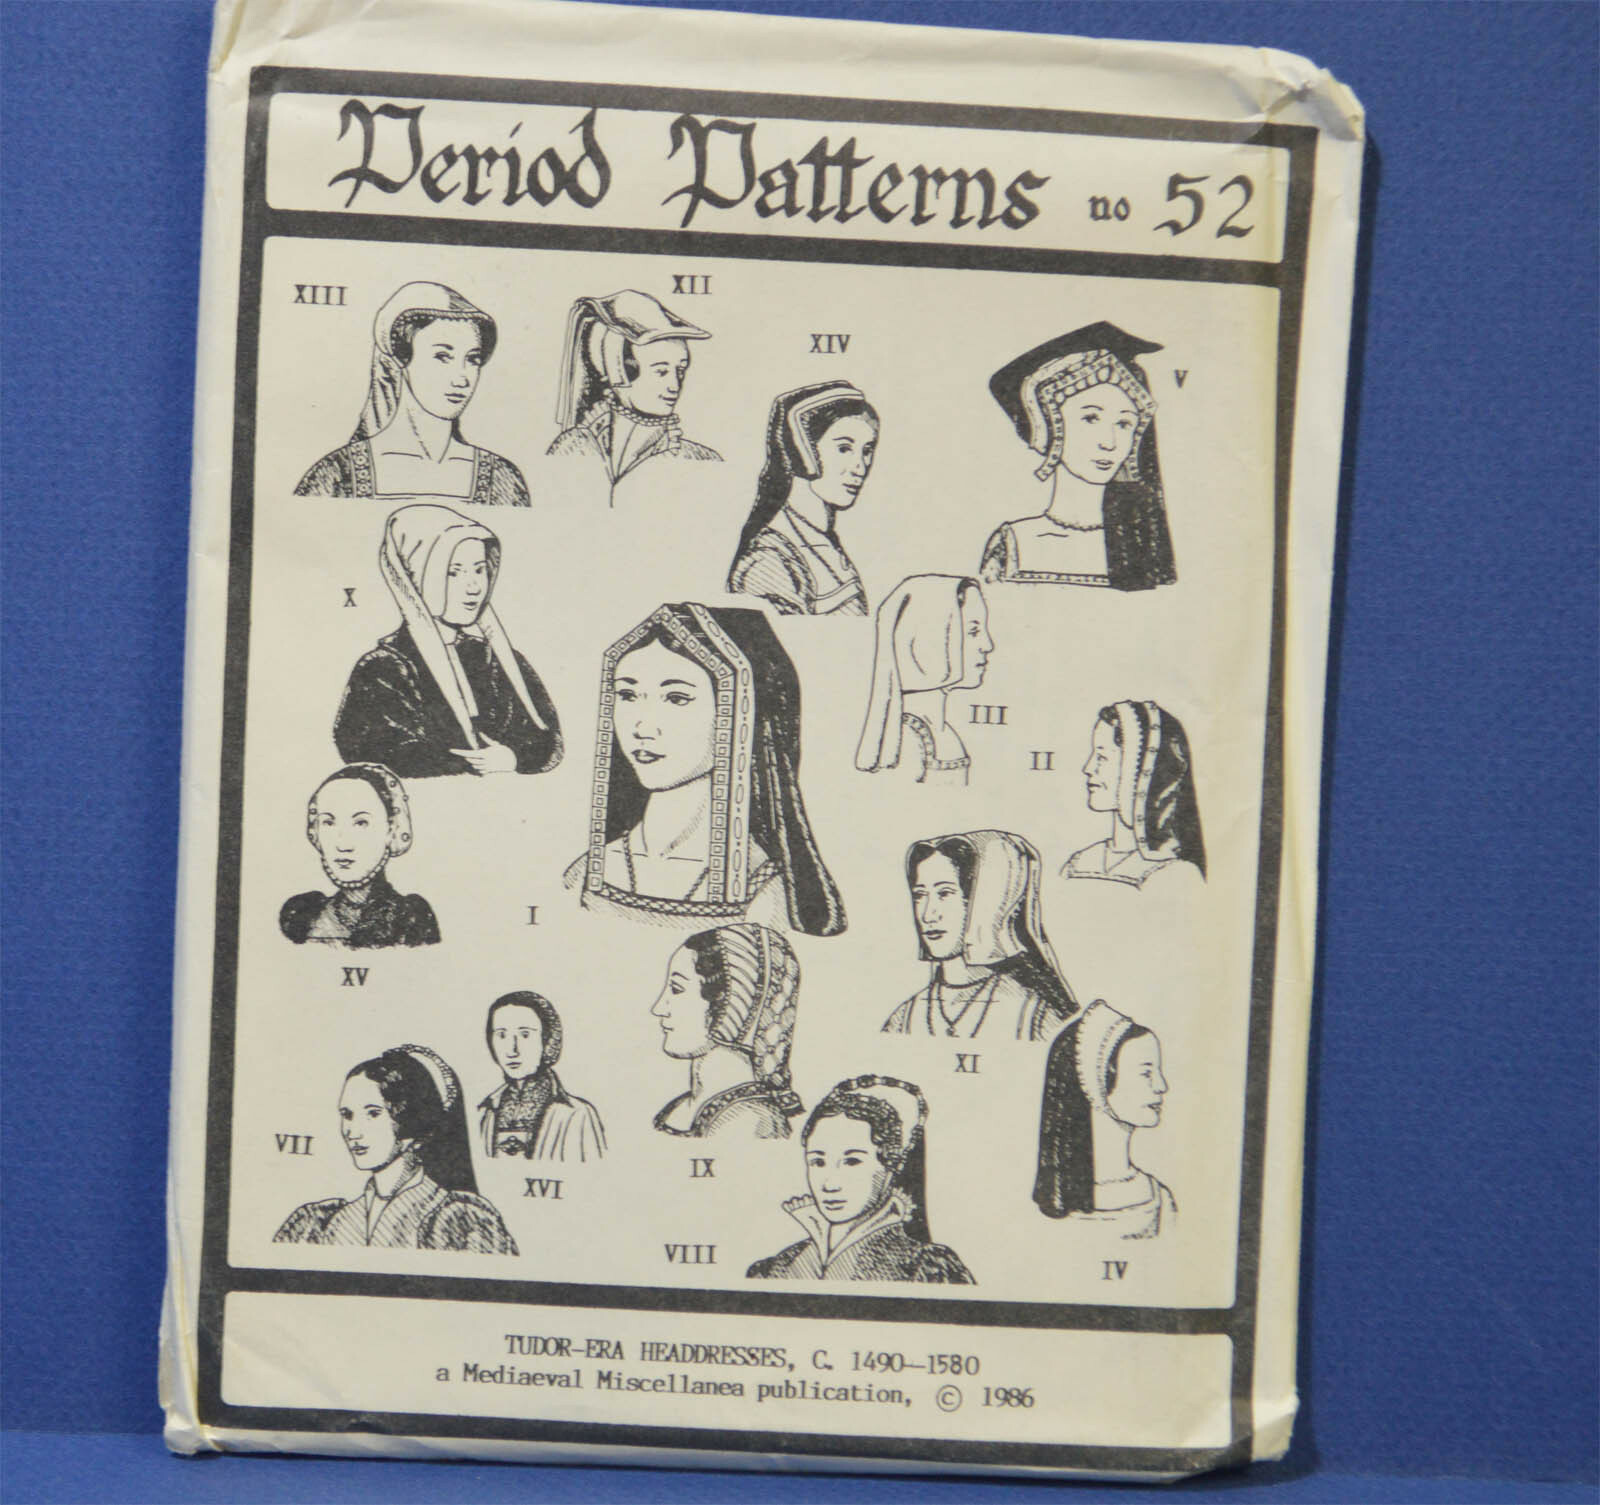 Period Patterns no 52
XIII
XII
XIV
V
X
III
II
I
XV
XI
VII
XVI
IX
VIII
IV
TUDOR-ERA HEADDRESSES, C. 1490-1580
a Mediaeval Miscellanea publication, © 1986